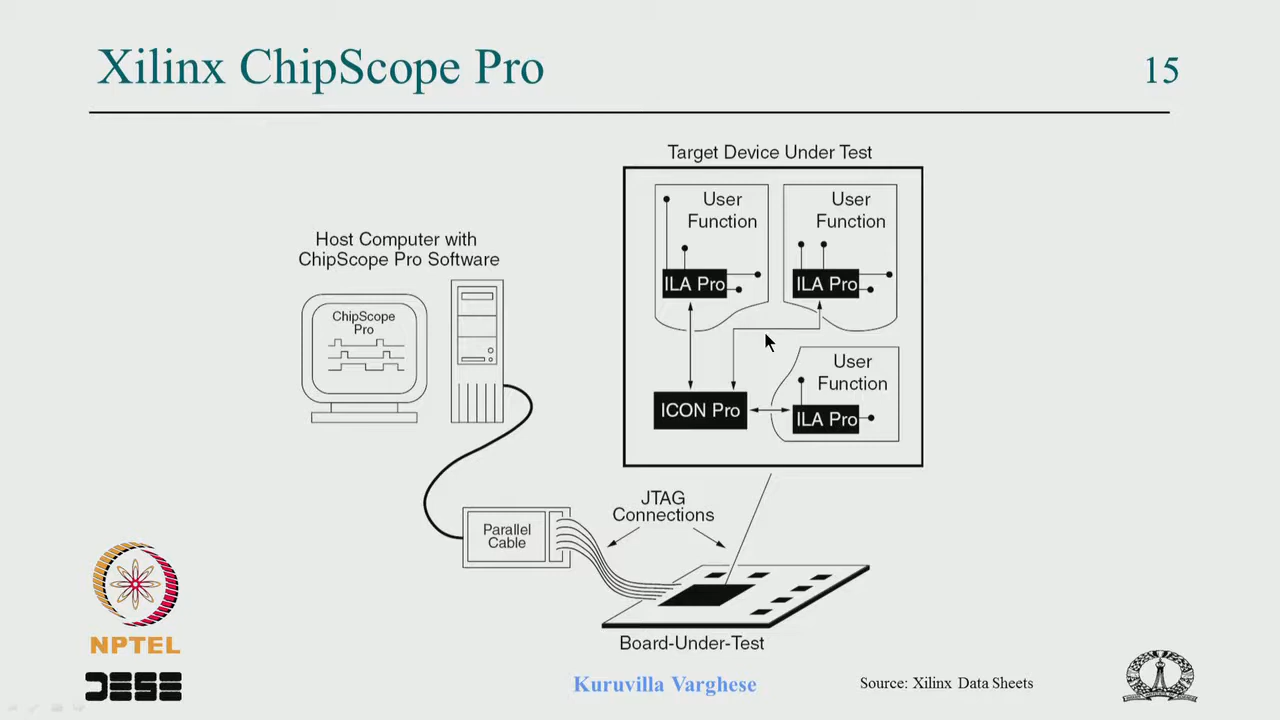 Xilinx ChipScope Pro
15
Target Device Under Test
User
Function
ILA Pro
User
Function
ILA Pro
Host Computer with
ChipScope Pro Software
ChipScope
Pro
User
Function
ILA Pro
ICON Pro
JTAG
Connections
Parallel
Cable
Board-Under-Test
NPTEL
DESE
Kuruvilla Varghese
Source: Xilinx Data Sheets